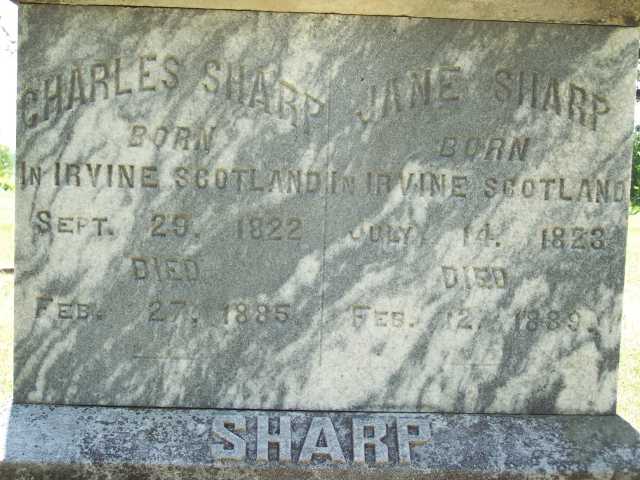 CHARLES SHARP
BORN
IN IRVINE SCOTLAND
SEPT. 29. 1822
DIED
FEB. 27. 1885.
JANE SHARP
BORN
IN IRVINE SCOTLAND
JULY. 14. 1823
DIED
FEB. 12. 1889.
SHARP